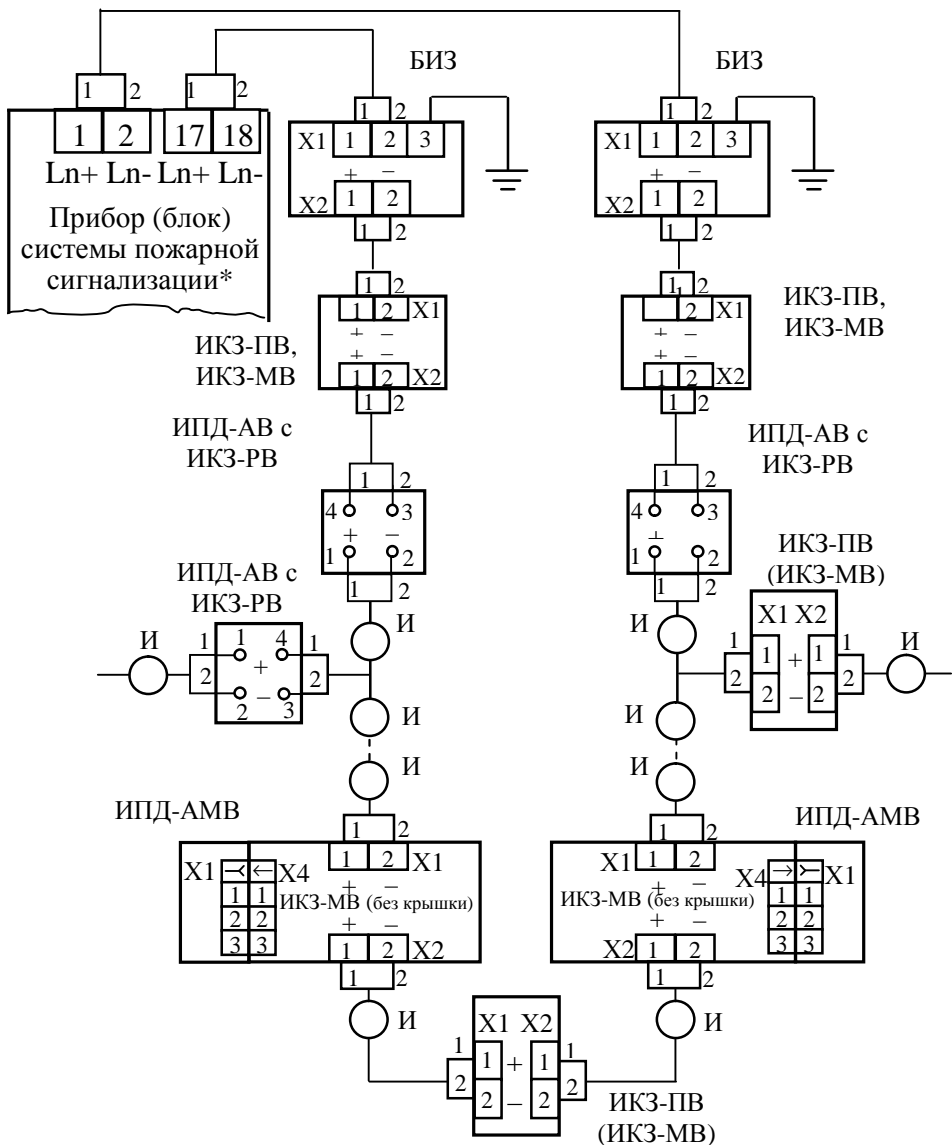 БИЗ БИЗ
1 2 1 2
1 2 17 18
Ln+ Ln- Ln+ Ln-
Прибор (блок)
системы пожарной
сигнализации*
1 2
X1 1 2 3
+ −
X2 1 2
1 2
1 2
X1 1 2 3
+ −
X2 1 2
1 2
1 2
1 2 X1
+ −
+ −
1 2 X2
1 2
ИКЗ-ПВ,
ИКЗ-МВ
1 2
1 2 X1
+ −
+ −
1 2 X2
1 2
ИКЗ-ПВ,
ИКЗ-МВ
ИПД-АВ с
ИКЗ-РВ
1 2
4 3
+ −
1 2
1 2
ИПД-АВ с
ИКЗ-РВ
1 2
4 3
+
1 2
1 2
ИПД-АВ с
ИКЗ-РВ
И
И
1 1 4 1
+
2 − 2
2 3
ИКЗ-ПВ
(ИКЗ-МВ)
И
X1 X2
1 1 + 1 1
2 2 − 2 2
И
И И
И И
ИПД-АМВ
1 2
1 2 X1
X1 X4
+ −
1 1
ИКЗ-МВ (без крышки)
2 2
+ −
3 3
1 2 X2
1 2
ИПД-АМВ
1 2
X1 1 2
X4 X1
+ −
1 1
ИКЗ-МВ (без крышки)
2 2
+ −
3 3
X2 1 2
1 2
И И
X1 X2
1 1 + 1 1
2 2 − 2 2
ИКЗ-ПВ
(ИКЗ-МВ)